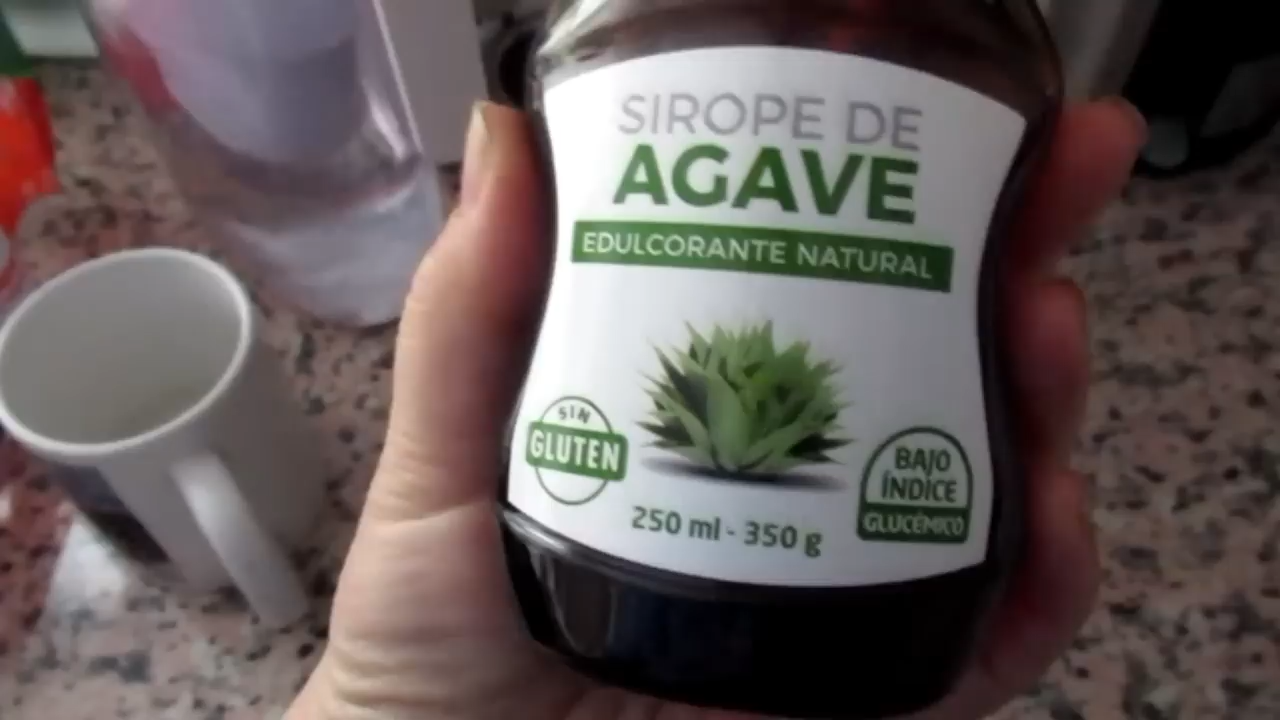 SIROPE DE
AGAVE
EDULCORANTE NATURAL
SIN
GLUTEN
BAJO
ÍNDICE
GLUCÉMICO
250 ml - 350 g